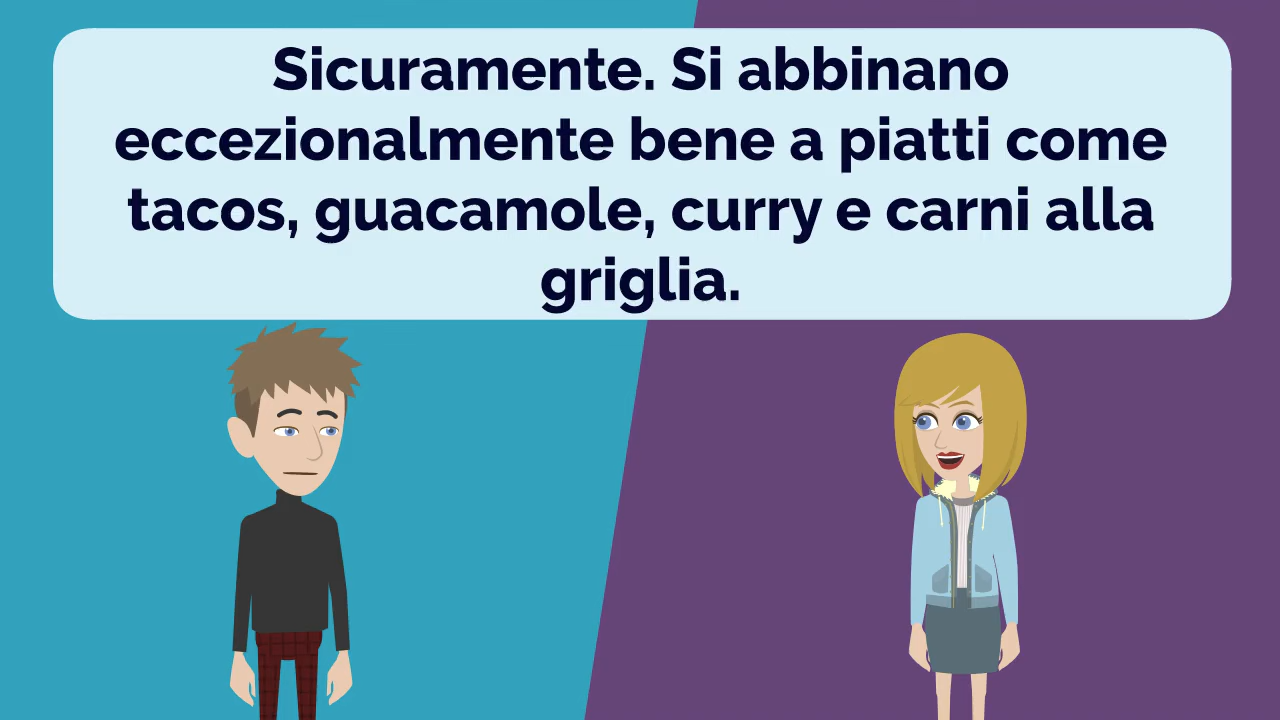 Sicuramente. Si abbinano
eccezionalmente bene a piatti come
tacos, guacamole, curry e carni alla
griglia.